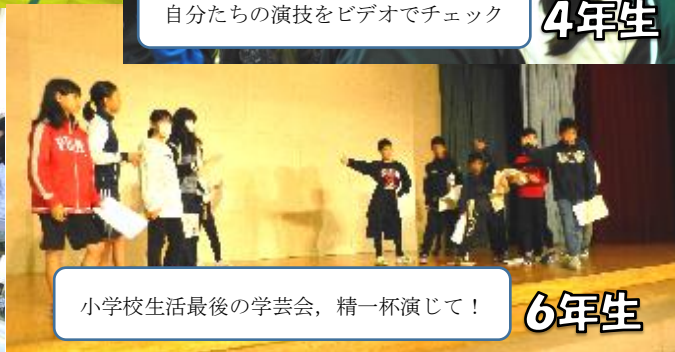 自分たちの演技をビデオでチェック
4年生
小学校生活最後の学芸会，精一杯演じて！
6年生